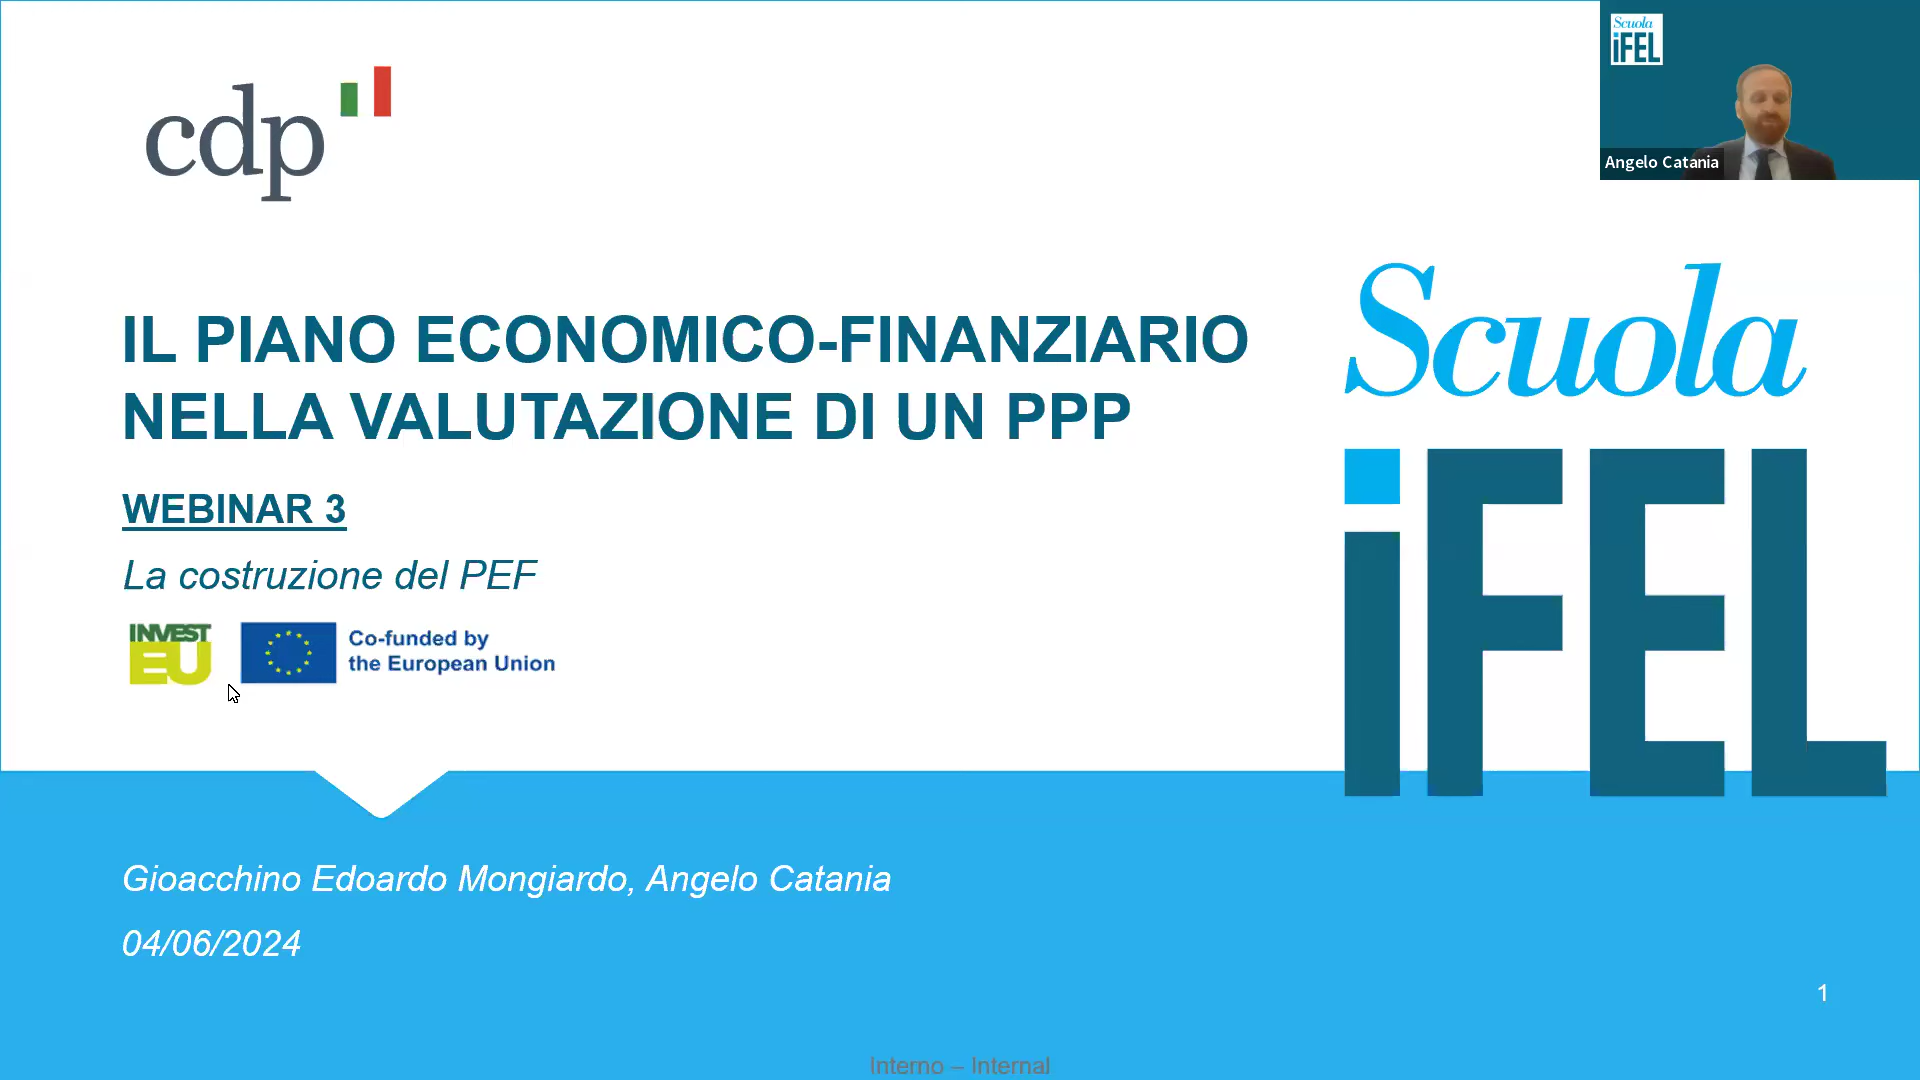 cdp
Scuola
iFEL
Angelo Catania
IL PIANO ECONOMICO-FINANZIARIO
NELLA VALUTAZIONE DI UN PPP
WEBINAR 3
La costruzione del PEF
INVEST
EU
Co-funded by
the European Union
Scuola
iFEL
Gioacchino Edoardo Mongiardo, Angelo Catania
04/06/2024
1
Interno – Internal